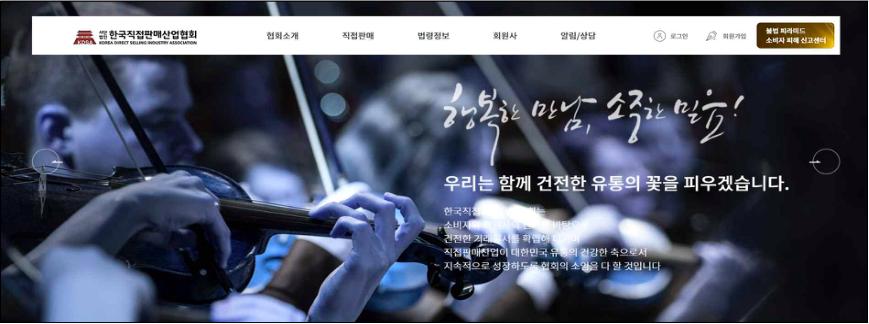 사단법인 한국직접판매산업협회
KOREA DIRECT SELLING INDUSTRY ASSOCIATION
KOSA
협회소개 직접판매 법령정보 회원사 알림/상담
로그인 회원가입
불법 피라미드
소비자 피해 신고센터
행복한 만남, 소중한 믿음!
우리는 함께 건전한 유통의 꽃을 피우겠습니다.
한국직접
소비자
건전한 거래질서를 확립하
직접판매산업이 대한민국 유통의 건강한 축으로서
지속적으로 성장하도록 협회의 소임을 다 할 것입니다